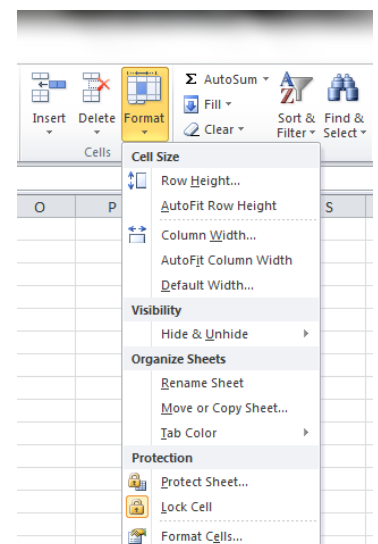 Insert Delete Format
Σ AutoSum
Fill
Clear
Sort & Filter
Find & Select
Cells
O P S
Cell Size
Row Height...
AutoFit Row Height
Column Width...
AutoFit Column Width
Default Width...
Visibility
Hide & Unhide
Organize Sheets
Rename Sheet
Move or Copy Sheet...
Tab Color
Protection
Protect Sheet...
Lock Cell
Format Cells...